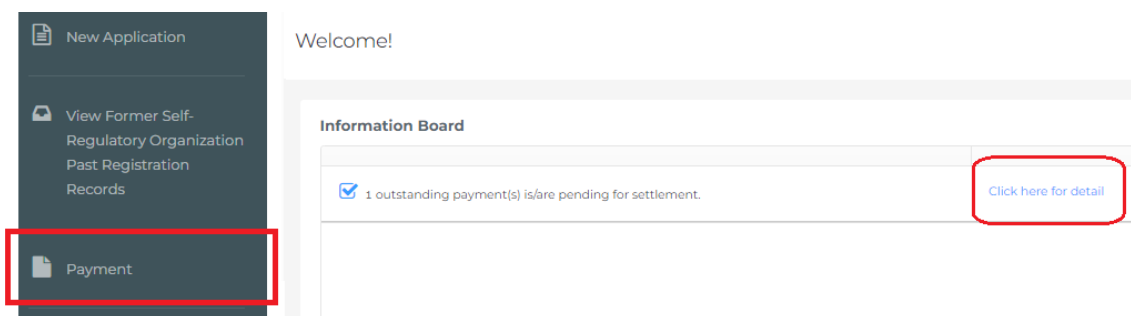 New Application
View Former Self-
Regulatory Organization
Past Registration
Records
Payment
Welcome!
Information Board
1 outstanding payment(s) is/are pending for settlement.
Click here for detail